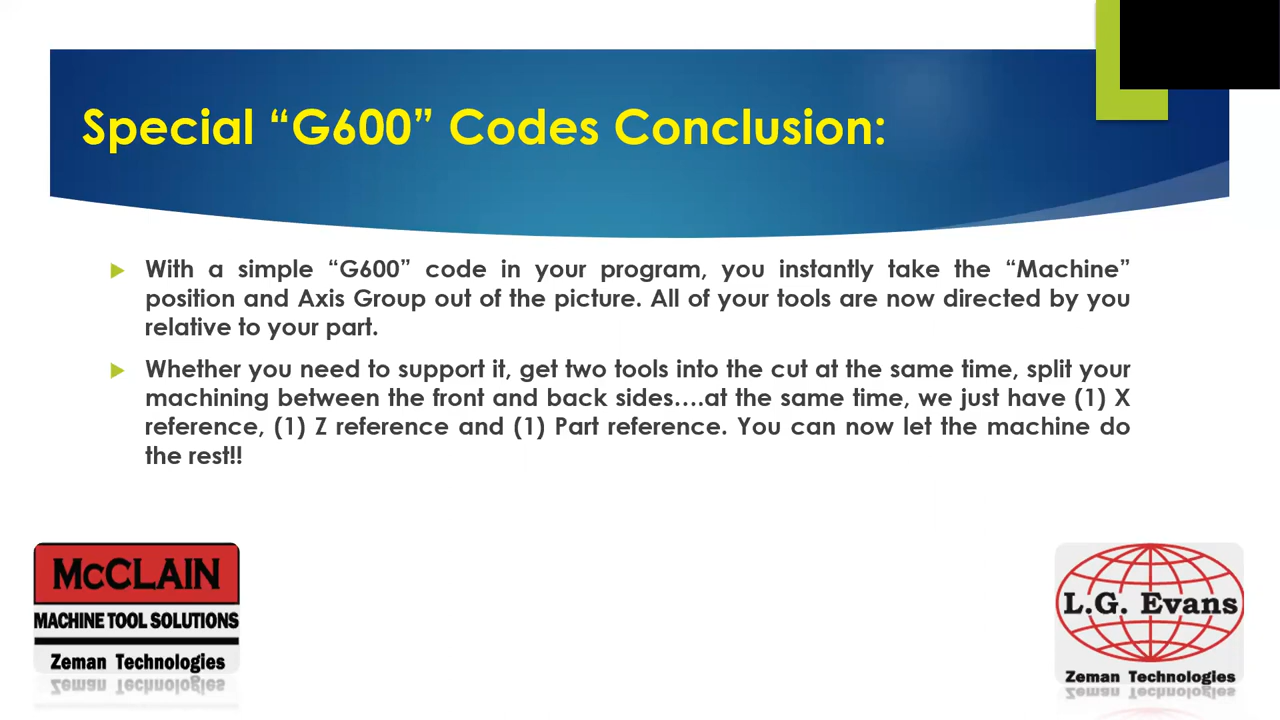 Special “G600” Codes Conclusion:
With a simple “G600” code in your program, you instantly take the “Machine”
position and Axis Group out of the picture. All of your tools are now directed by you
relative to your part.
Whether you need to support it, get two tools into the cut at the same time, split your
machining between the front and back sides….at the same time, we just have (1) X
reference, (1) Z reference and (1) Part reference. You can now let the machine do
the rest!!
McCLAIN
MACHINE TOOL SOLUTIONS
Zeman Technologies
L.G. Evans
Zeman Technologies